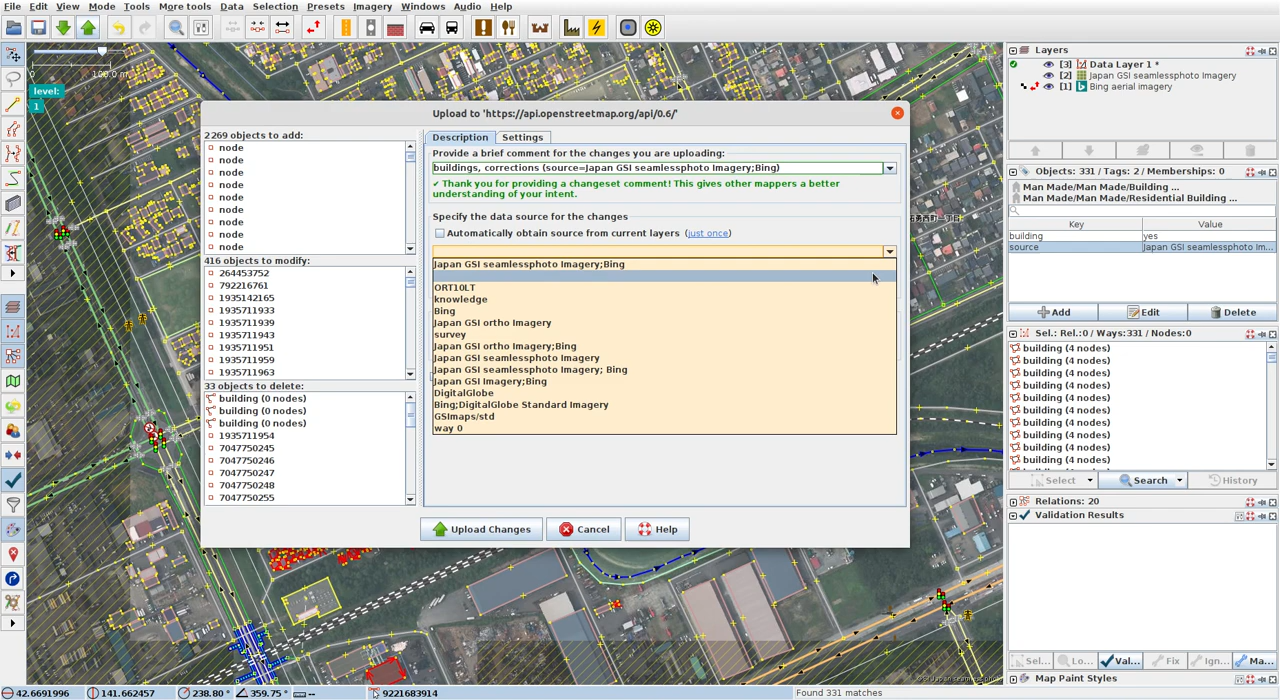 File Edit View Mode Tools More tools Data Selection Presets Imagery Windows Audio Help
0 100.0 m
level:
1
Upload to 'https://api.openstreetmap.org/api/0.6/'
2269 objects to add:
node
node
node
node
node
node
node
node
node
416 objects to modify:
264453752
792216761
1935142165
1935711933
1935711939
1935711943
1935711951
1935711959
1935711963
33 objects to delete:
building (0 nodes)
building (0 nodes)
building (0 nodes)
1935711954
7047750245
7047750246
7047750247
7047750248
7047750255
Description Settings
Provide a brief comment for the changes you are uploading:
buildings, corrections (source=Japan GSI seamlessphoto Imagery;Bing)
✔ Thank you for providing a changeset comment! This gives other mappers a better
understanding of your intent.
Specify the data source for the changes
Automatically obtain source from current layers (just once)
Japan GSI seamlessphoto Imagery;Bing
ORT10LT
knowledge
Bing
Japan GSI ortho Imagery
survey
Japan GSI ortho Imagery;Bing
Japan GSI seamlessphoto Imagery
Japan GSI seamlessphoto Imagery; Bing
Japan GSI Imagery;Bing
DigitalGlobe
Bing;DigitalGlobe Standard Imagery
GSImaps/std
way 0
Upload Changes Cancel Help
Layers
[3] Data Layer 1 *
[2] Japan GSI seamlessphoto Imagery
[1] Bing aerial imagery
Objects: 331 / Tags: 2 / Memberships: 0
Man Made/Man Made/Building ...
Man Made/Man Made/Residential Building ...
Key Value
building yes
source Japan GSI seamlessphoto Im...
Add Edit Delete
Sel.: Rel.:0 / Ways:331 / Nodes:0
building (4 nodes)
building (4 nodes)
building (4 nodes)
building (4 nodes)
building (4 nodes)
building (4 nodes)
building (4 nodes)
building (4 nodes)
building (4 nodes)
building (4 nodes)
Select Search History
Relations: 20
Validation Results
Sel... Lo... Val... Fix Ign... Ma...
Map Paint Styles
42.6691996 141.662457 238.80 ° 359.75 ° -- 9221683914 Found 331 matches